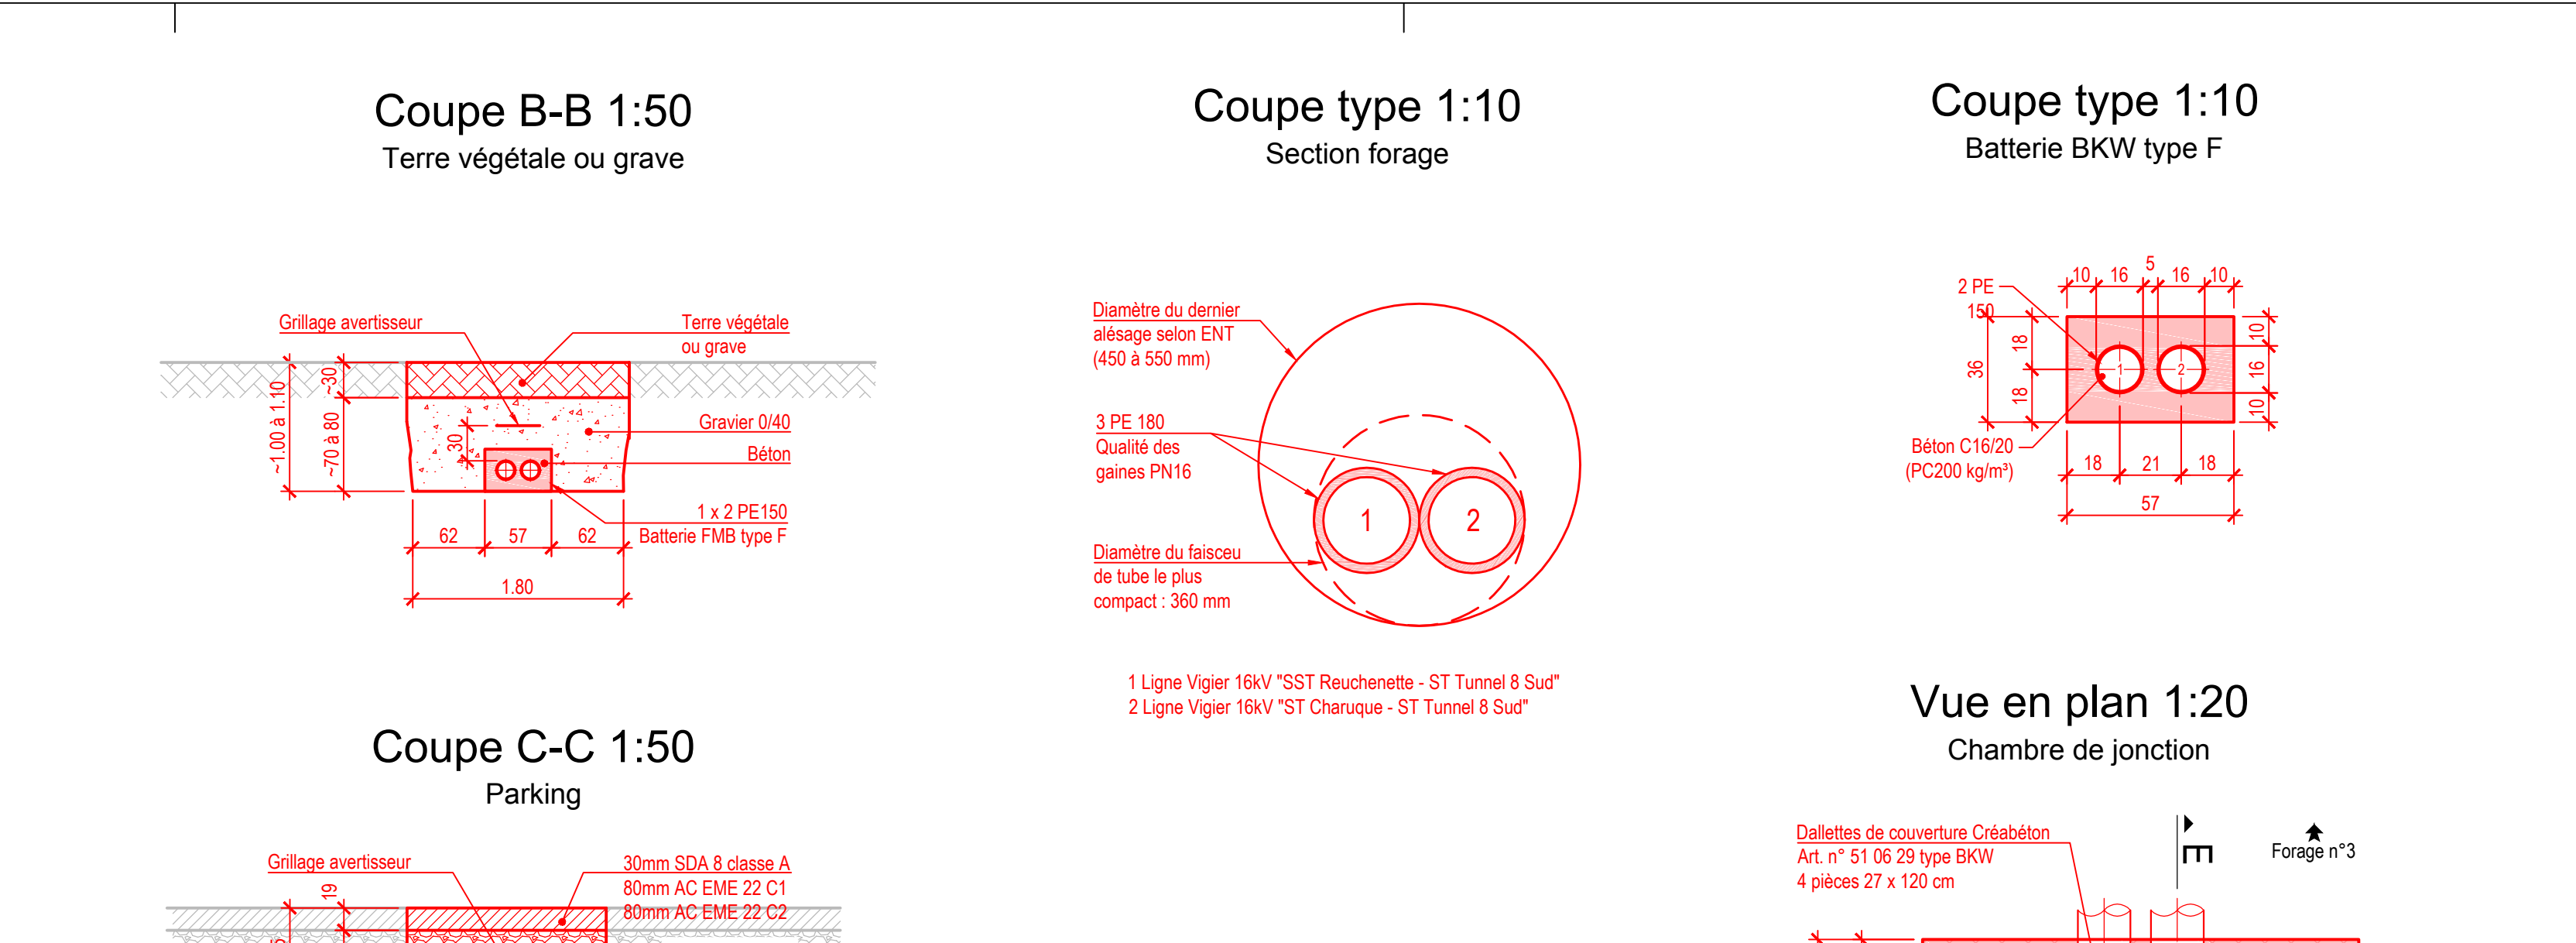 Coupe B-B 1:50
Terre végétale ou grave
Grillage avertisseur
Terre végétale
ou grave
~1.00 à 1.10
~30
~70 à 80
30
Gravier 0/40
Béton
1 x 2 PE150
Batterie FMB type F
62
57
62
1.80
Coupe C-C 1:50
Parking
Grillage avertisseur
30mm SDA 8 classe A
80mm AC EME 22 C1
80mm AC EME 22 C2
19
Coupe type 1:10
Section forage
Diamètre du dernier
alésage selon ENT
(450 à 550 mm)
3 PE 180
Qualité des
gaines PN16
1
2
Diamètre du faisceu
de tube le plus
compact : 360 mm
1 Ligne Vigier 16kV "SST Reuchenette - ST Tunnel 8 Sud"
2 Ligne Vigier 16kV "ST Charuque - ST Tunnel 8 Sud"
Coupe type 1:10
Batterie BKW type F
10
16
5
16
10
2 PE
150
36
18
18
1
2
10
16
10
Béton C16/20
(PC200 kg/m³)
18
21
18
57
Vue en plan 1:20
Chambre de jonction
Dallettes de couverture Créabéton
Art. n° 51 06 29 type BKW
4 pièces 27 x 120 cm
E
Forage n°3